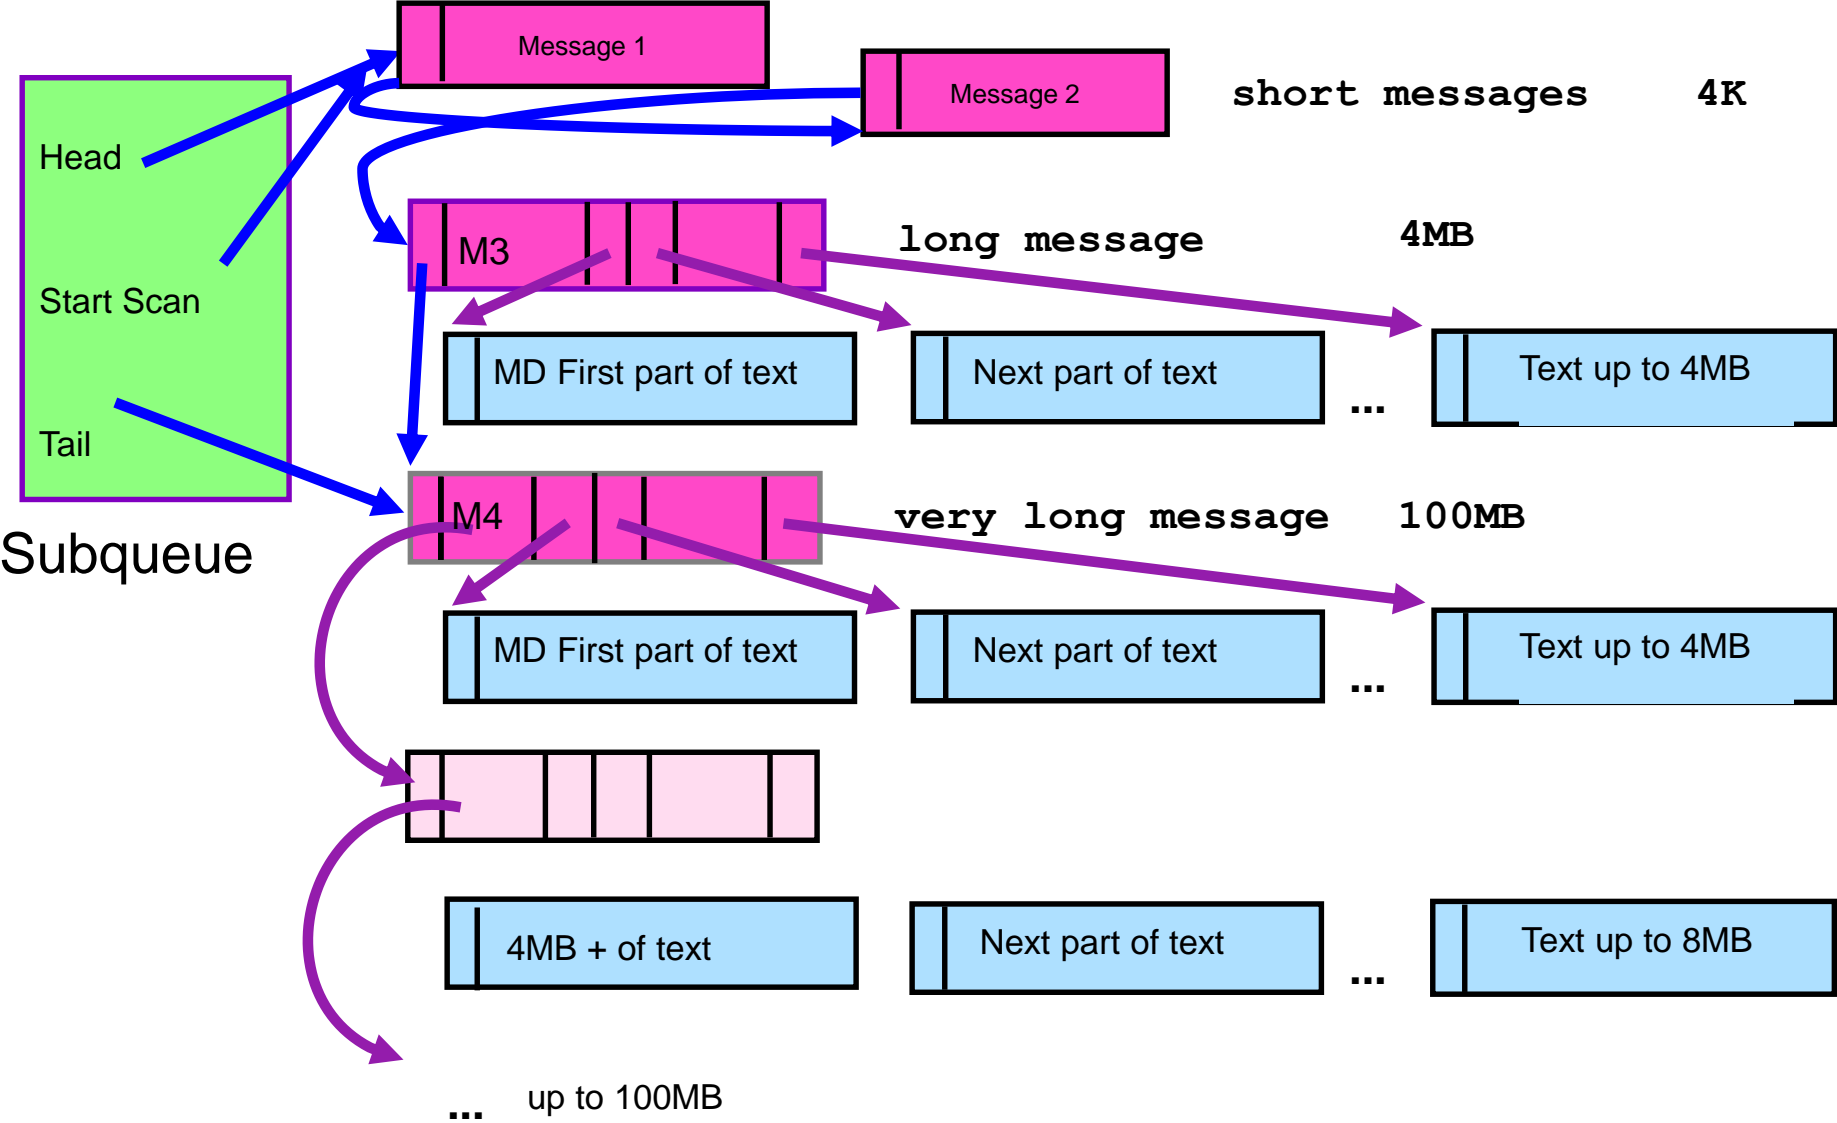 Message 1
Message 2
short messages 4K
Head
M3
long message 4MB
Start Scan
MD First part of text
Next part of text
...
Text up to 4MB
Tail
M4
very long message 100MB
Subqueue
MD First part of text
Next part of text
...
Text up to 4MB
4MB + of text
Next part of text
...
Text up to 8MB
... up to 100MB